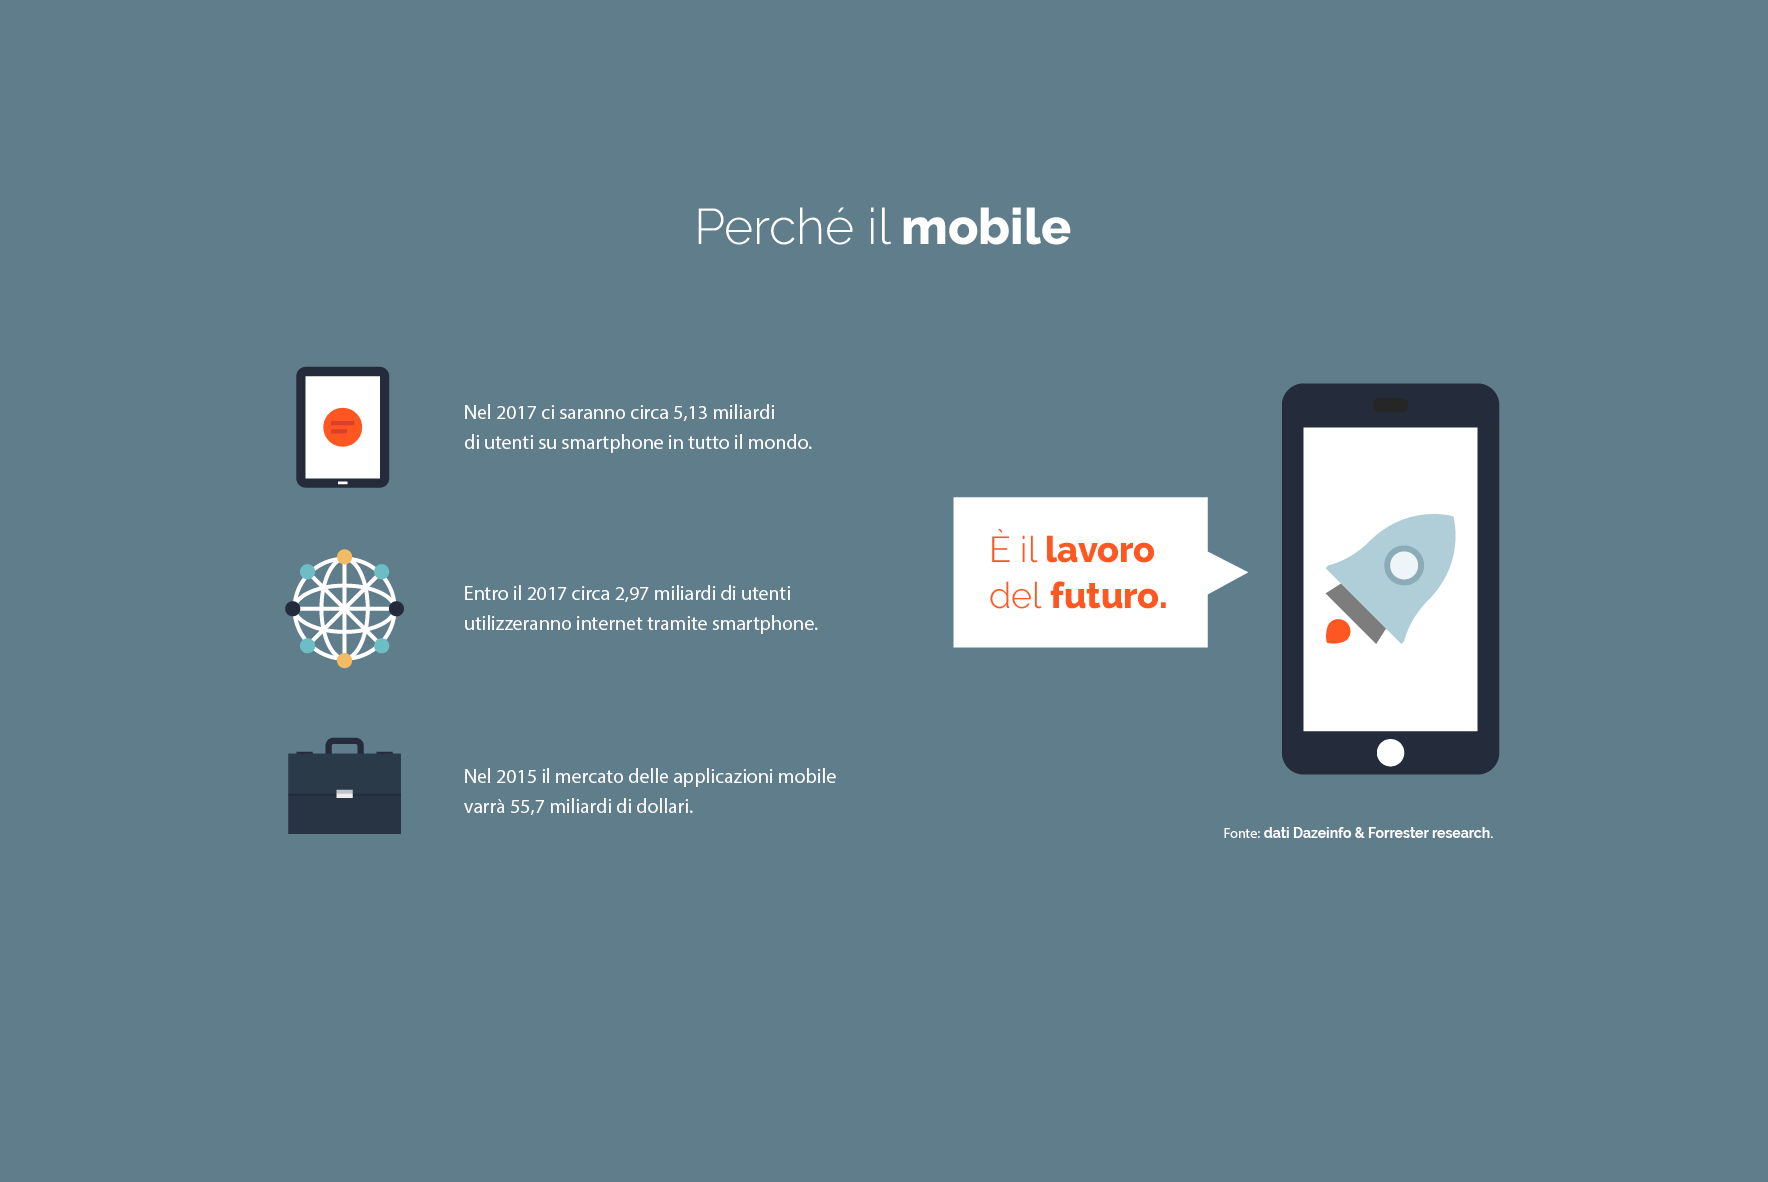 Perché il mobile
Nel 2017 ci saranno circa 5,13 miliardi
di utenti su smartphone in tutto il mondo.
Entro il 2017 circa 2,97 miliardi di utenti
utilizzeranno internet tramite smartphone.
Nel 2015 il mercato delle applicazioni mobile
varrà 55,7 miliardi di dollari.
È il lavoro
del futuro.
Fonte: dati Dazeinfo & Forrester research.